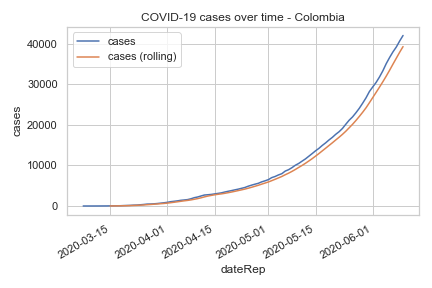 COVID-19 cases over time - Colombia
cases
cases (rolling)
cases
40000
30000
20000
10000
0
2020-03-15
2020-04-01
2020-04-15
2020-05-01
2020-05-15
2020-06-01
dateRep